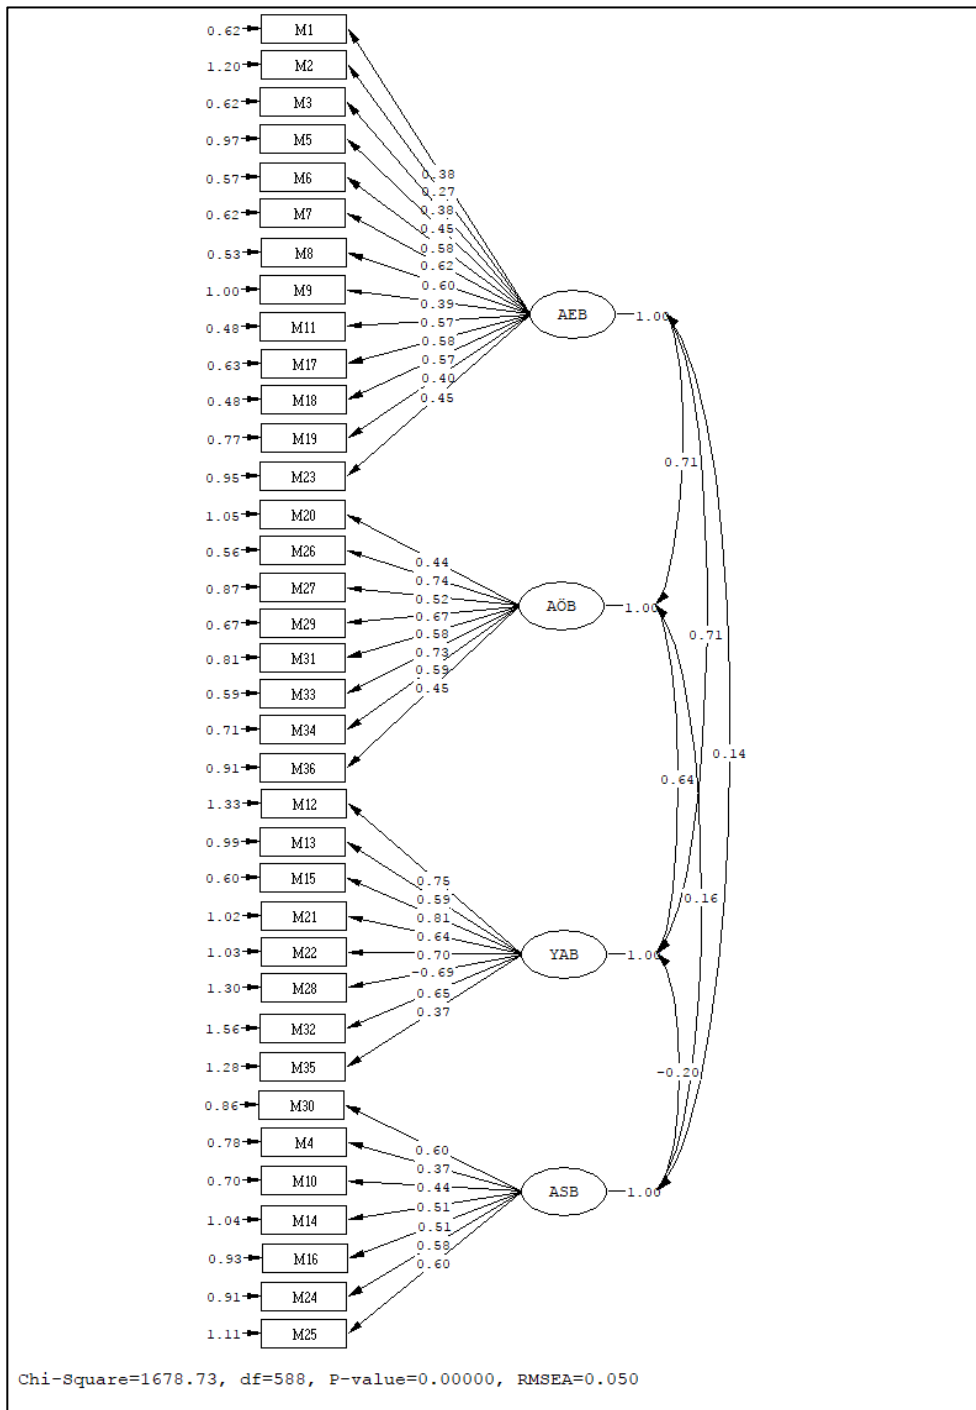 0.62 M1
1.20 M2
0.62 M3
0.97 M5
0.57 M6
0.62 M7
0.53 M8
1.00 M9
0.48 M11
0.63 M17
0.48 M18
0.77 M19
0.95 M23
0.38
0.27
0.38
0.45
0.58
0.62
0.60
0.39
0.57
0.58
0.57
0.40
0.45
AEB 1.00
1.05 M20
0.56 M26
0.87 M27
0.67 M29
0.81 M31
0.59 M33
0.71 M34
0.91 M36
0.44
0.74
0.52
0.67
0.58
0.73
0.59
0.45
AÖB 1.00
1.33 M12
0.99 M13
0.60 M15
1.02 M21
1.03 M22
1.30 M28
1.56 M32
1.28 M35
0.75
0.59
0.81
0.64
0.70
-0.69
0.65
0.37
YAB 1.00
0.86 M30
0.78 M4
0.70 M10
1.04 M14
0.93 M16
0.91 M24
1.11 M25
0.60
0.37
0.44
0.51
0.51
0.58
0.60
ASB 1.00
0.71
0.71
0.14
0.64
0.16
-0.20
Chi-Square=1678.73, df=588, P-value=0.00000, RMSEA=0.050